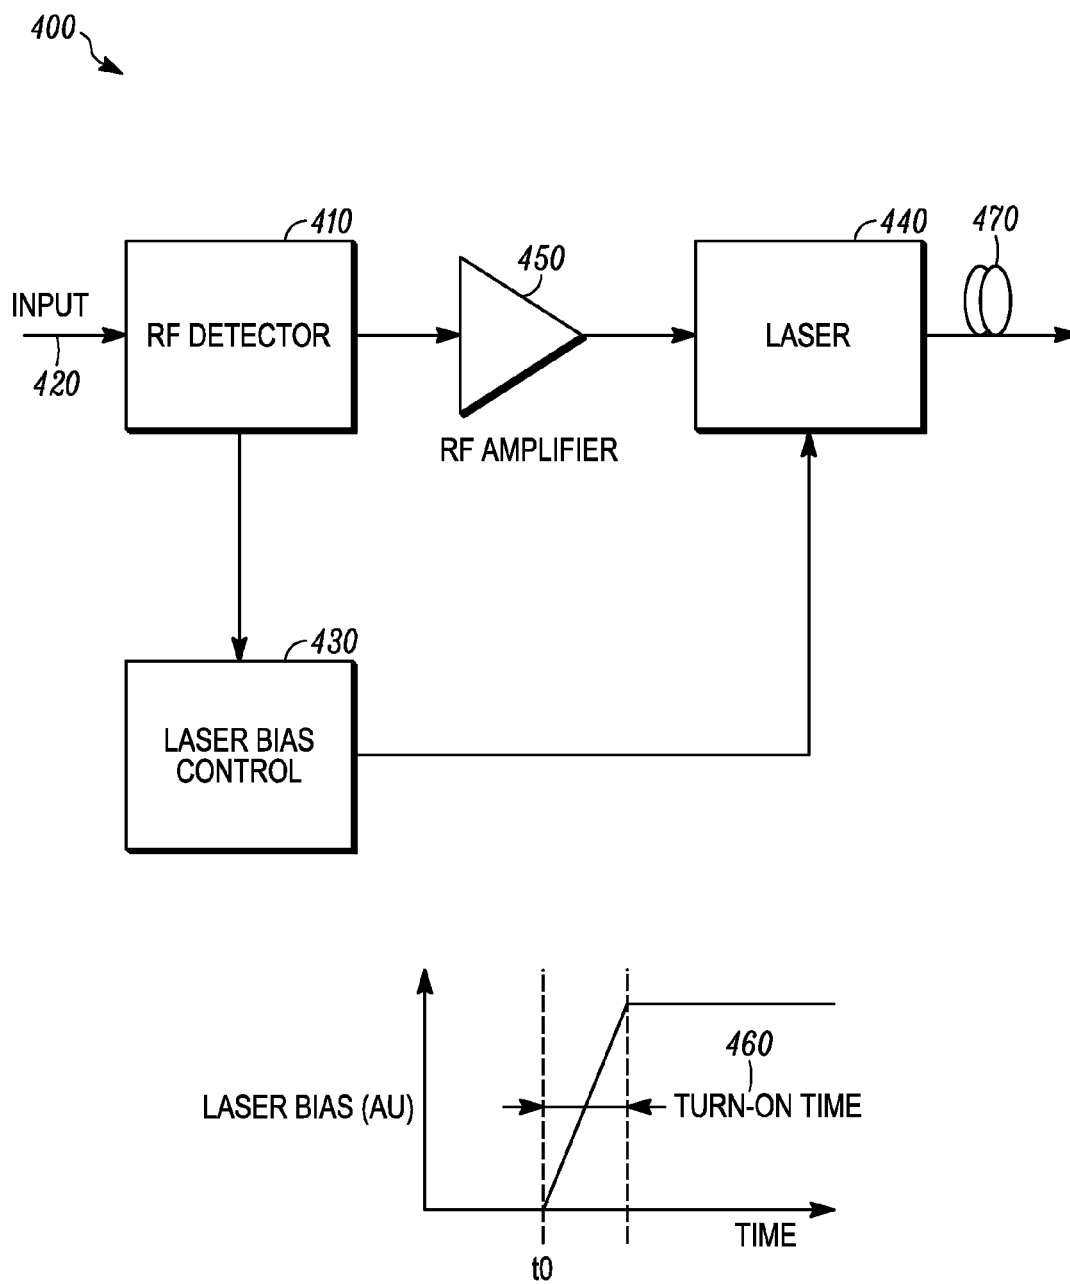 400
410
440
470
450
INPUT
RF DETECTOR
LASER
420
RF AMPLIFIER
430
LASER BIAS
CONTROL
460
LASER BIAS (AU)
TURN-ON TIME
TIME
t0